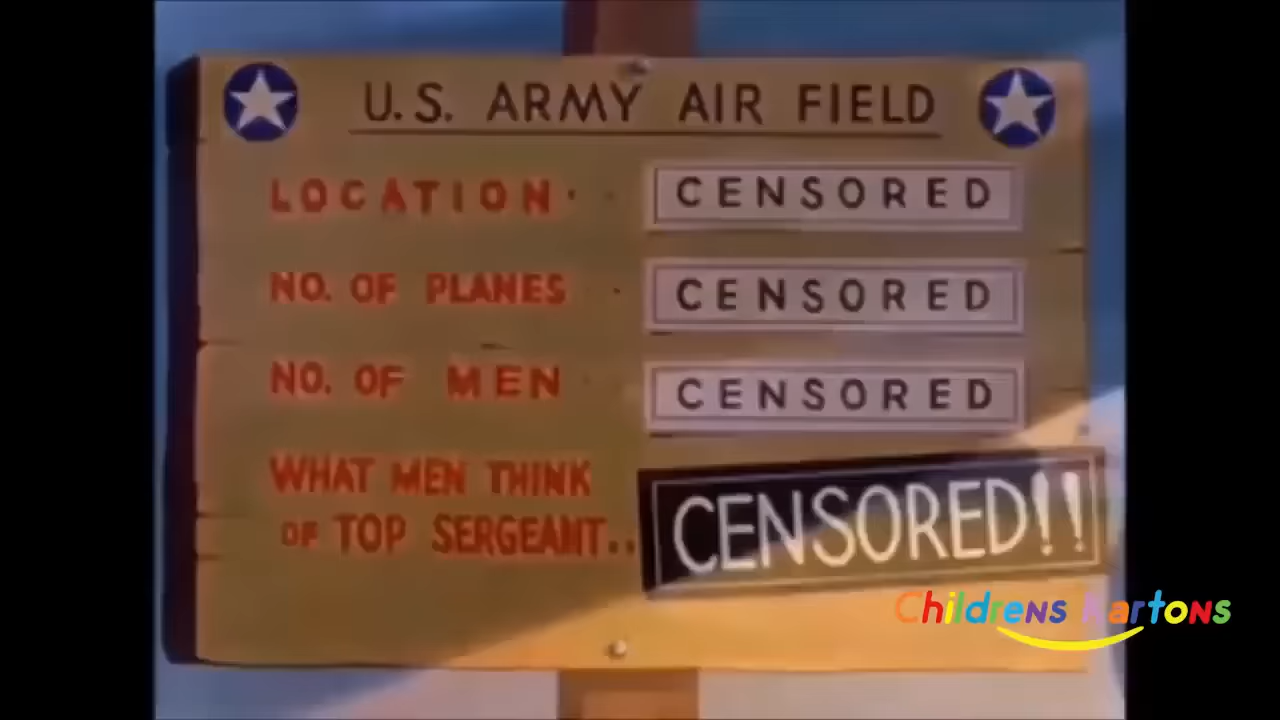 U.S. ARMY AIR FIELD
LOCATION.. CENSORED
NO. OF PLANES . CENSORED
NO. OF MEN . CENSORED
WHAT MEN THINK
OF TOP SERGEANT.. CENSORED!!
Childrens Kartons